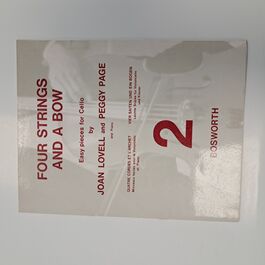 FOUR STRINGS
AND A BOW
Easy pieces for Cello
by
JOAN LOVELL and PEGGY PAGE
QUATRE CORDES ET L'ARCHET
VIER SAITEN UND EIN BOGEN
2
BOSWORTH